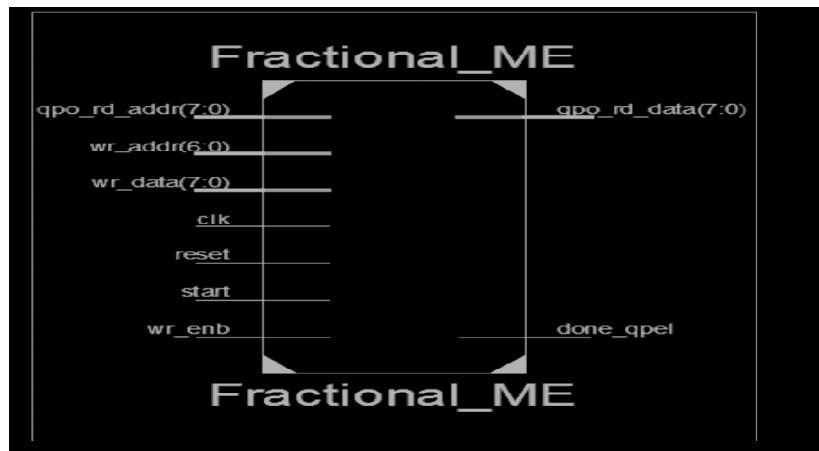 Fractional_ME
qpo_rd_addr(7:0)
qpo_rd_data(7:0)
wr_addr(6:0)
wr_data(7:0)
clk
reset
start
wr_enb
done_qpel
Fractional_ME